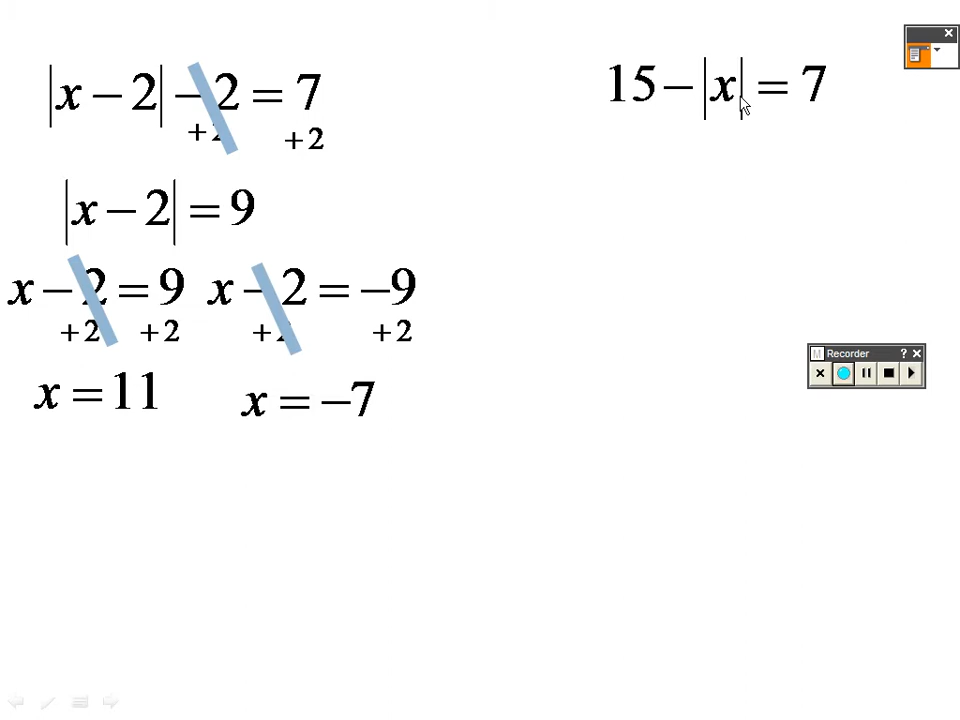 |x − 2| − 2 = 7
+2 +2
|x − 2| = 9
x − 2 = 9 x − 2 = −9
+2 +2 +2 +2
x = 11 x = −7
15 − |x| = 7
M Recorder ? ×